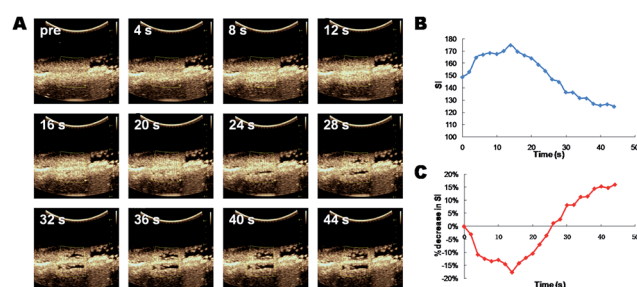 A
pre
4 s
8 s
12 s
16 s
20 s
24 s
28 s
32 s
36 s
40 s
44 s
B
180
170
160
150
140
130
120
110
100
SI
0
10
20
30
40
50
Time (s)
C
20%
15%
10%
5%
0%
-5%
-10%
-15%
-20%
% decrease in SI
0
10
20
30
40
50
Time (s)